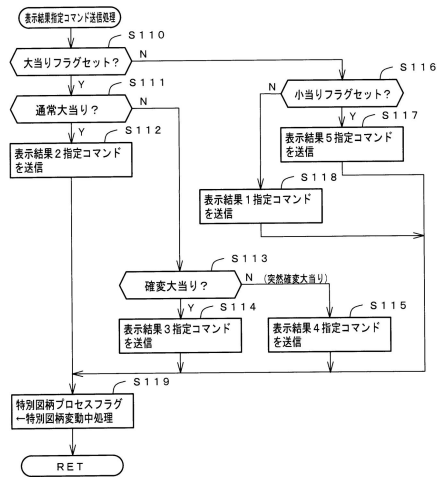 表示結果指定コマンド送信処理
S110
大当りフラグセット？
N
Y
S111
通常大当り？
N
Y
S112
表示結果2指定コマンド
を送信
S116
小当りフラグセット？
N
Y
S117
表示結果5指定コマンド
を送信
S118
表示結果1指定コマンド
を送信
S113
確変大当り？
N (突然確変大当り)
Y
S114
表示結果3指定コマンド
を送信
S115
表示結果4指定コマンド
を送信
S119
特別図柄プロセスフラグ
←特別図柄変動中処理
RET